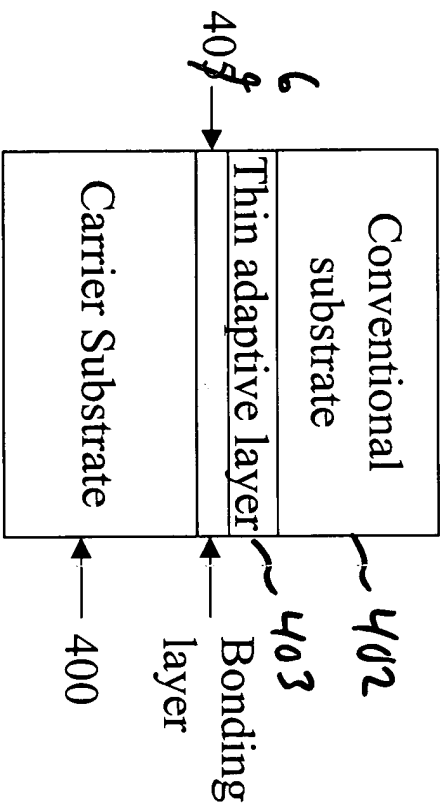 Conventional
substrate
402
Thin adaptive layer
403
406
Bonding
layer
Carrier Substrate
400